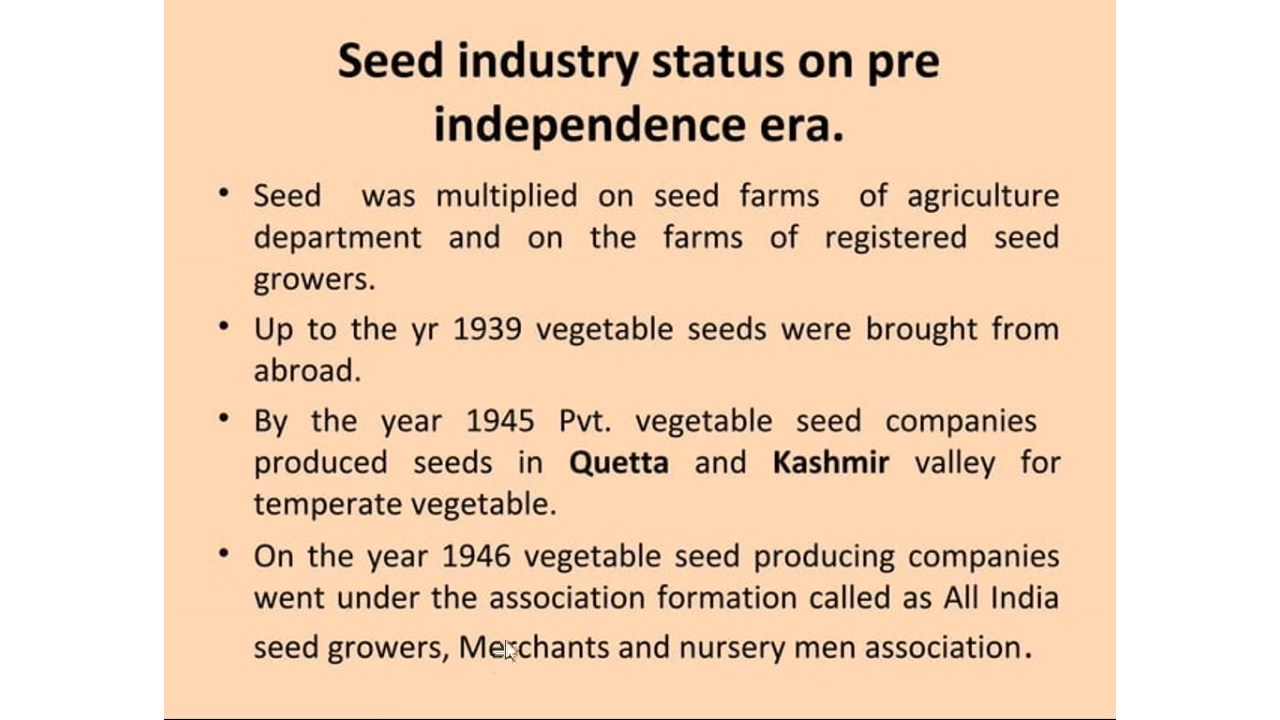 Seed industry status on pre
independence era.
• Seed was multiplied on seed farms of agriculture
department and on the farms of registered seed
growers.
• Up to the yr 1939 vegetable seeds were brought from
abroad.
• By the year 1945 Pvt. vegetable seed companies
produced seeds in Quetta and Kashmir valley for
temperate vegetable.
• On the year 1946 vegetable seed producing companies
went under the association formation called as All India
seed growers, Merchants and nursery men association.